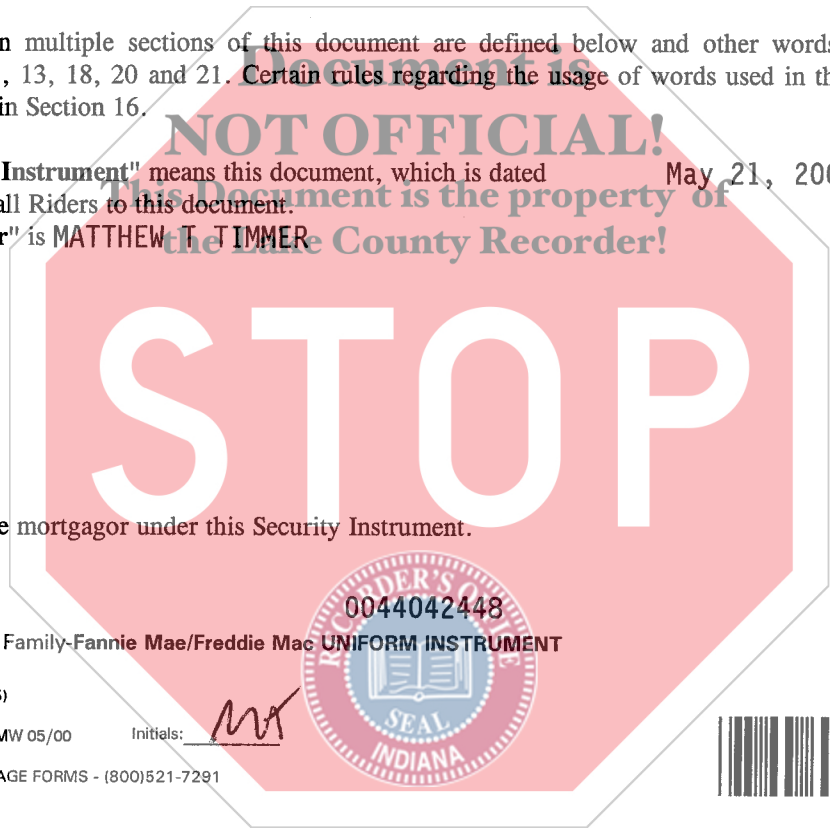 n multiple sections of this document are defined below and other words
, 13, 18, 20 and 21. Certain rules regarding the usage of words used in th
in Section 16.
Document is
NOT OFFICIAL!
This Document is the property of
the Lake County Recorder!
Instrument" means this document, which is dated May 21, 200
all Riders to this document.
r" is MATTHEW T TIMMER
STOP
e mortgagor under this Security Instrument.
0044042448
Family-Fannie Mae/Freddie Mac UNIFORM INSTRUMENT
MW 05/00 Initials: MT
AGE FORMS - (800)521-7291
SEAL
INDIANA